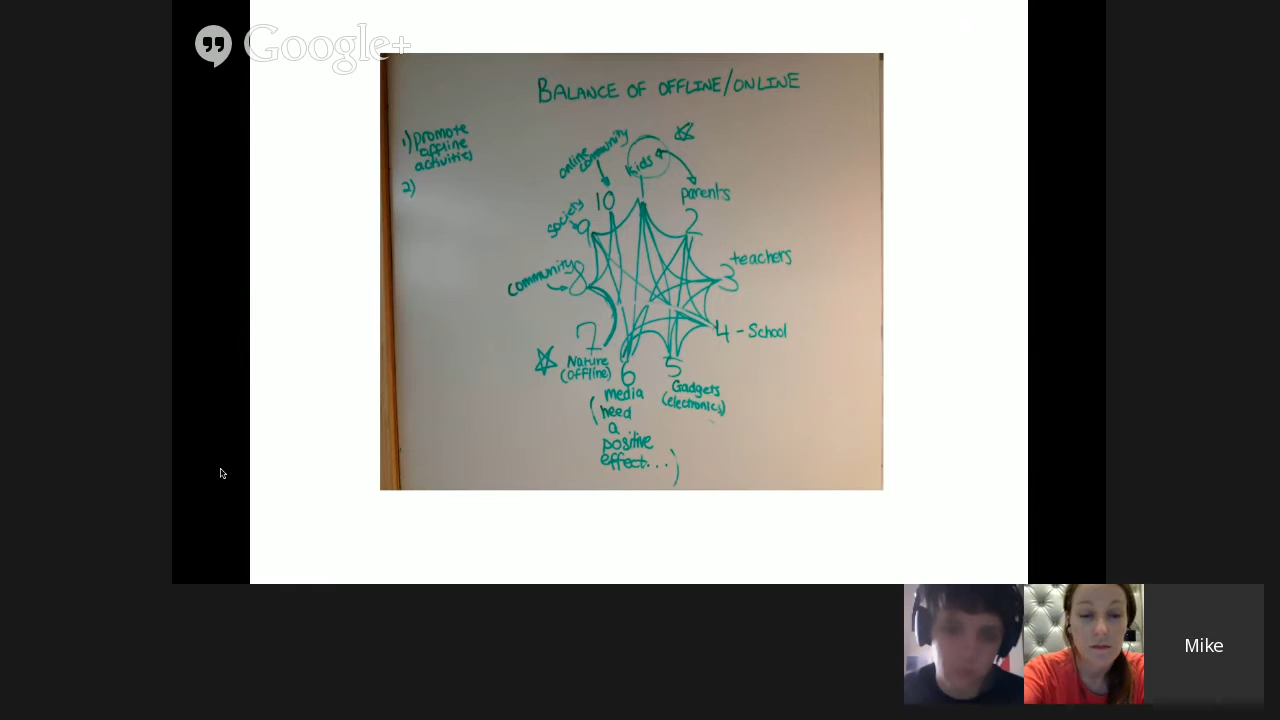 Google+
BALANCE OF OFFLINE/ONLINE
1) promote
offline
activities
2)
online
community
kids
parents
10
2
society
9
teachers
3
community
8
7
4 - School
Nature
(offline)
6
5
Gadgets
(electronics)
media
(need
a
positive
effect...)
Mike